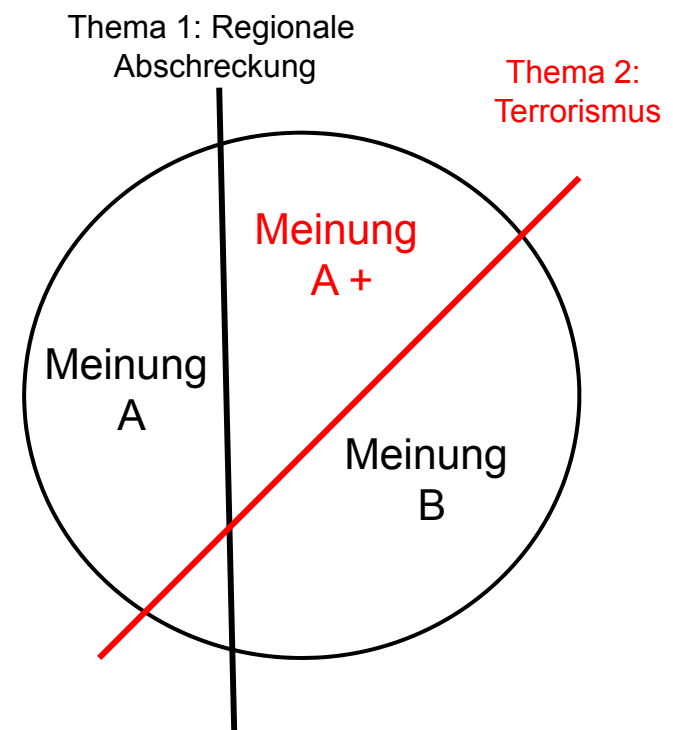 Thema 1: Regionale
Abschreckung
Thema 2:
Terrorismus
Meinung
A +
Meinung
A
Meinung
B